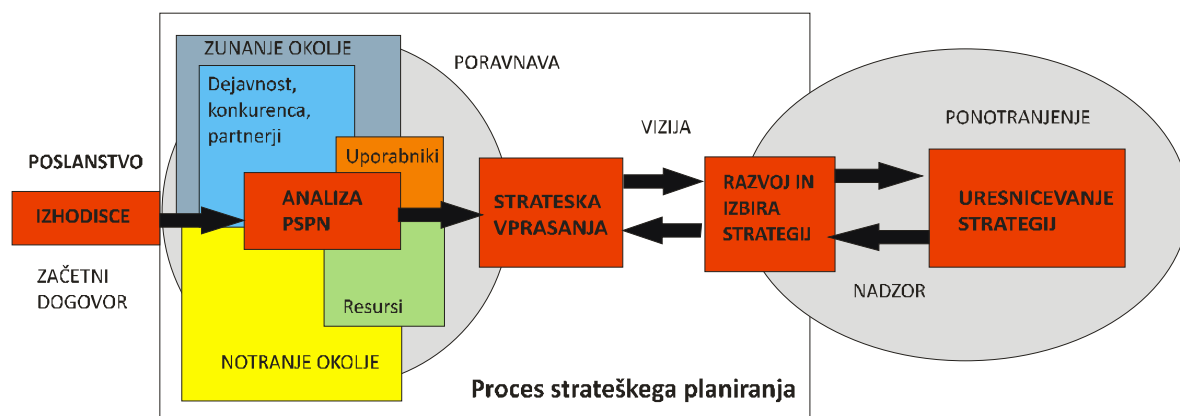 POSLANSTVO
IZHODISCE
ZAČETNI
DOGOVOR
ZUNANJE OKOLJE
Dejavnost,
konkurenca,
partnerji
Uporabniki
ANALIZA
PSPN
Resursi
NOTRANJE OKOLJE
PORAVNAVA
STRATESKA
VPRASANJA
VIZIJA
RAZVOJ IN
IZBIRA
STRATEGIJ
PONOTRANJENJE
URESNICEVANJE
STRATEGIJ
NADZOR
Proces strateškega planiranja